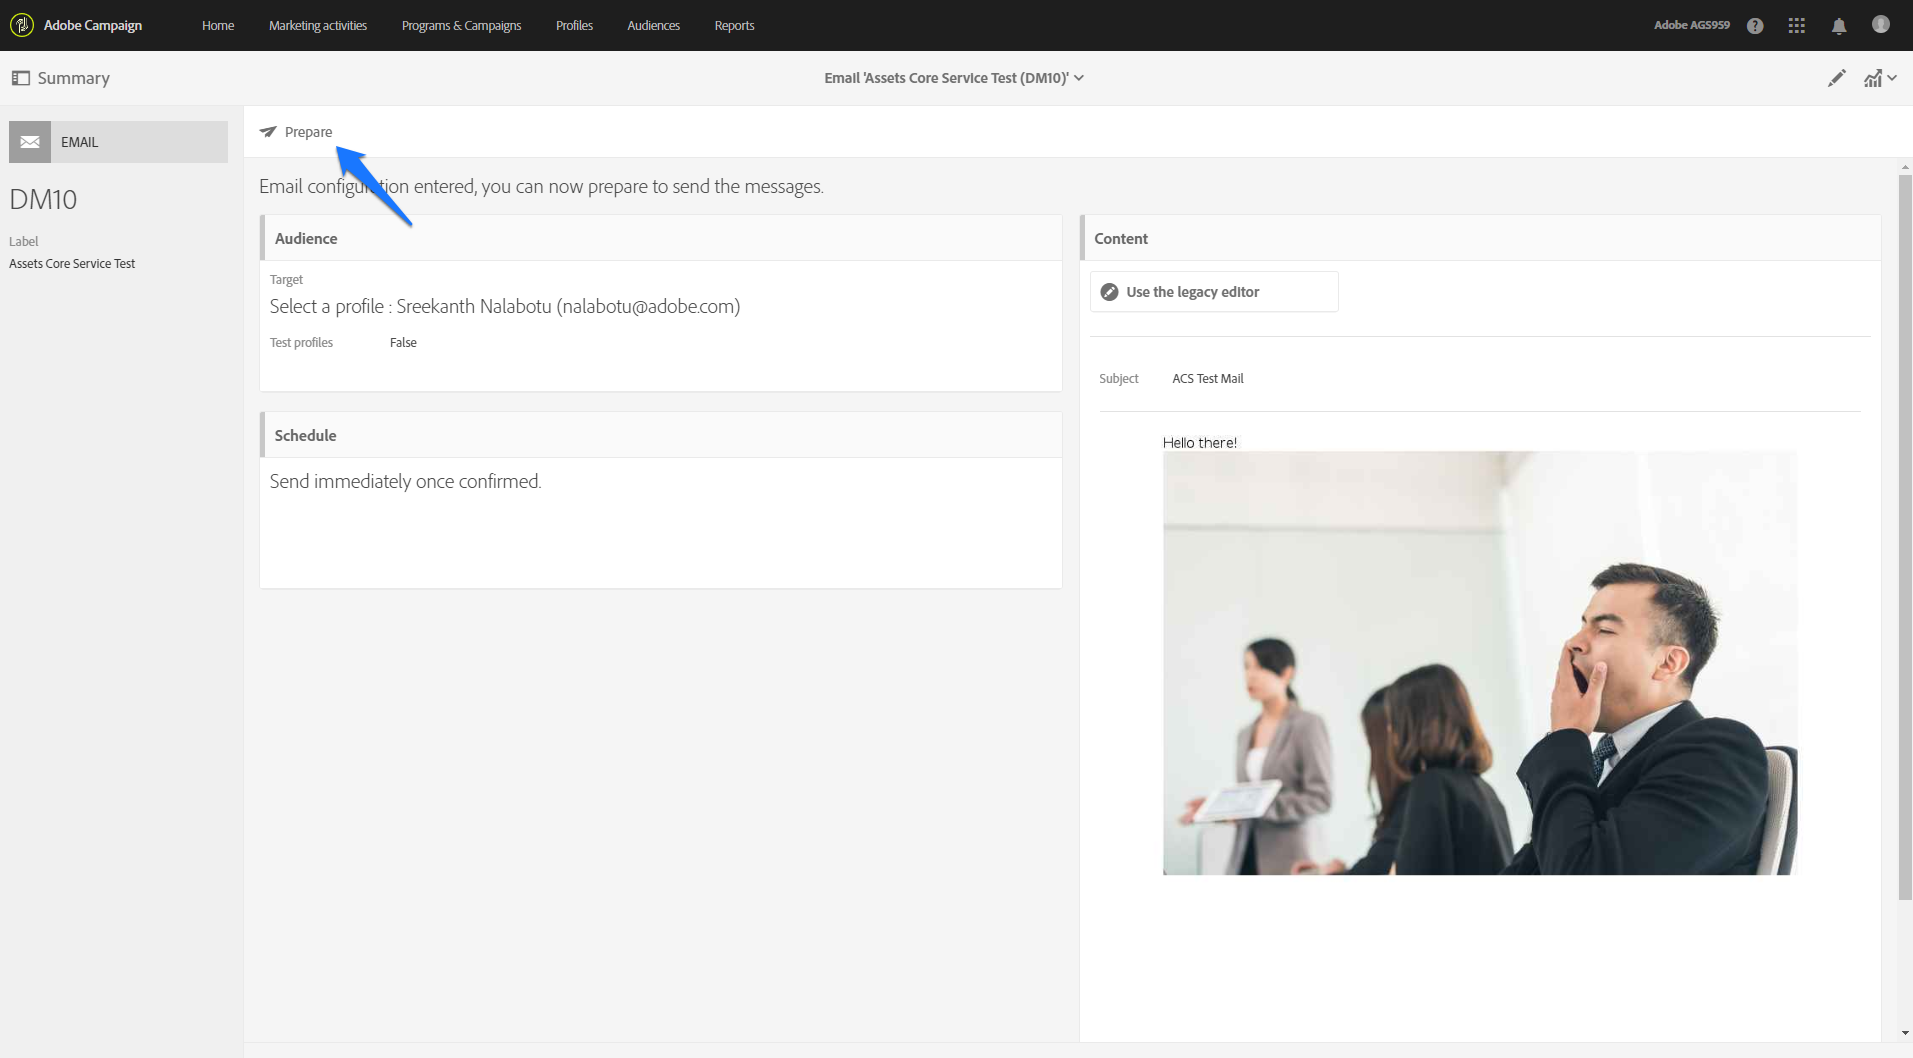 Adobe Campaign Home Marketing activities Programs & Campaigns Profiles Audiences Reports Adobe AGS959 ?
Summary Email 'Assets Core Service Test (DM10)'
EMAIL
DM10
Label
Assets Core Service Test
Prepare
Email configuration entered, you can now prepare to send the messages.
Audience
Target
Select a profile : Sreekanth Nalabotu (nalabotu@adobe.com)
Test profiles False
Schedule
Send immediately once confirmed.
Content
Use the legacy editor
Subject ACS Test Mail
Hello there!